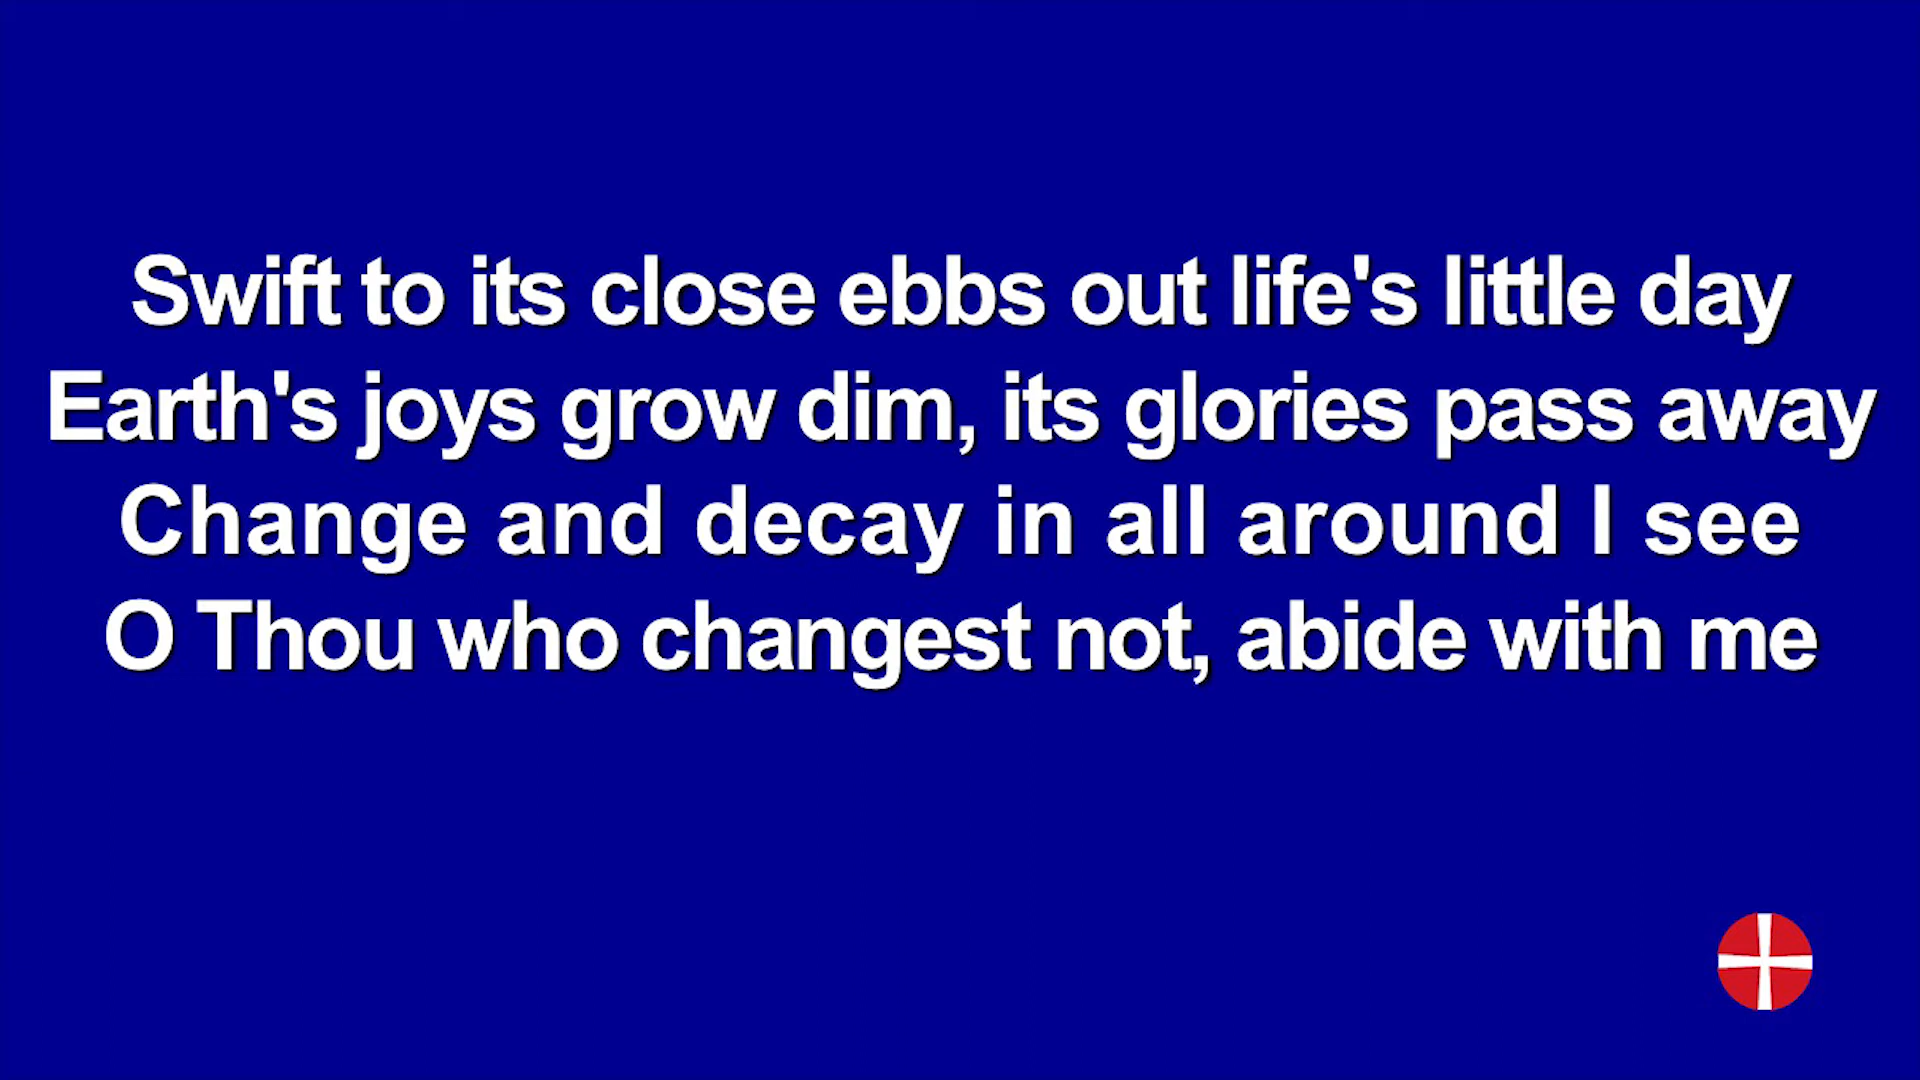 Swift to its close ebbs out life's little day
Earth's joys grow dim, its glories pass away
Change and decay in all around I see
O Thou who changest not, abide with me